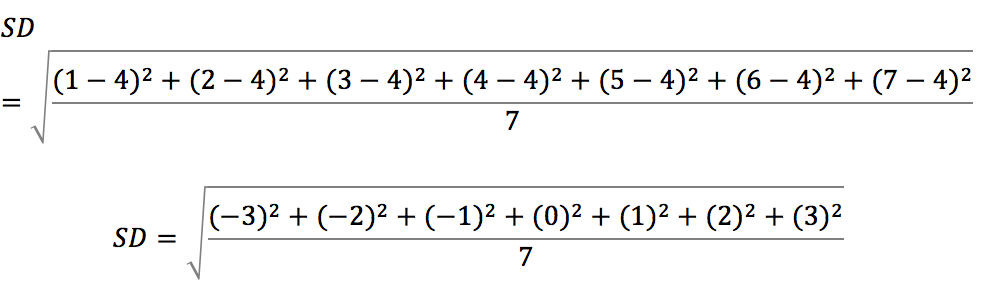 SD
= √((1 − 4)² + (2 − 4)² + (3 − 4)² + (4 − 4)² + (5 − 4)² + (6 − 4)² + (7 − 4)² / 7)
SD = √((−3)² + (−2)² + (−1)² + (0)² + (1)² + (2)² + (3)² / 7)